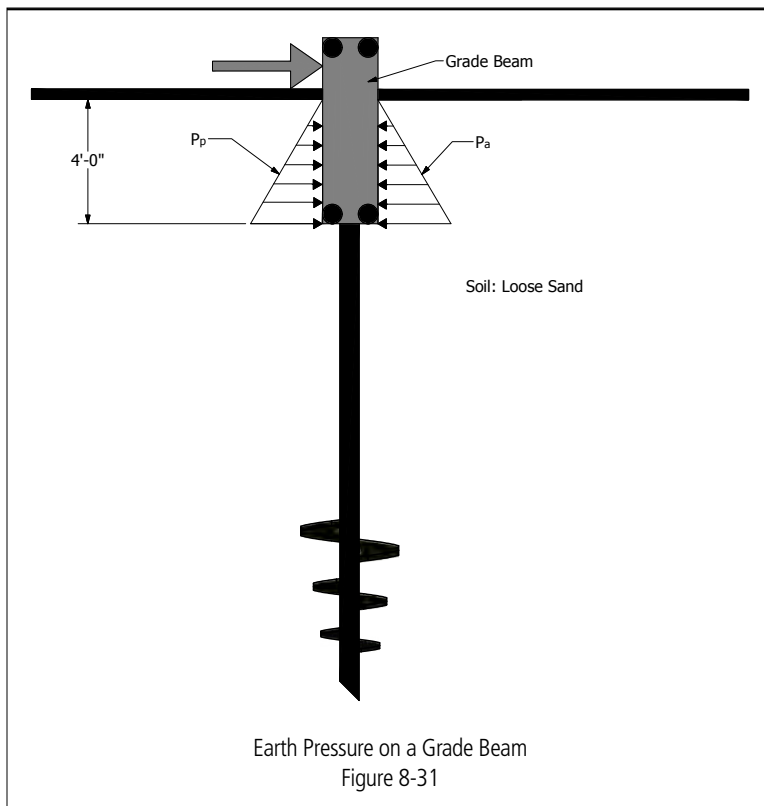 Grade Beam
Pp
Pa
4'-0"
Soil: Loose Sand
Earth Pressure on a Grade Beam
Figure 8-31